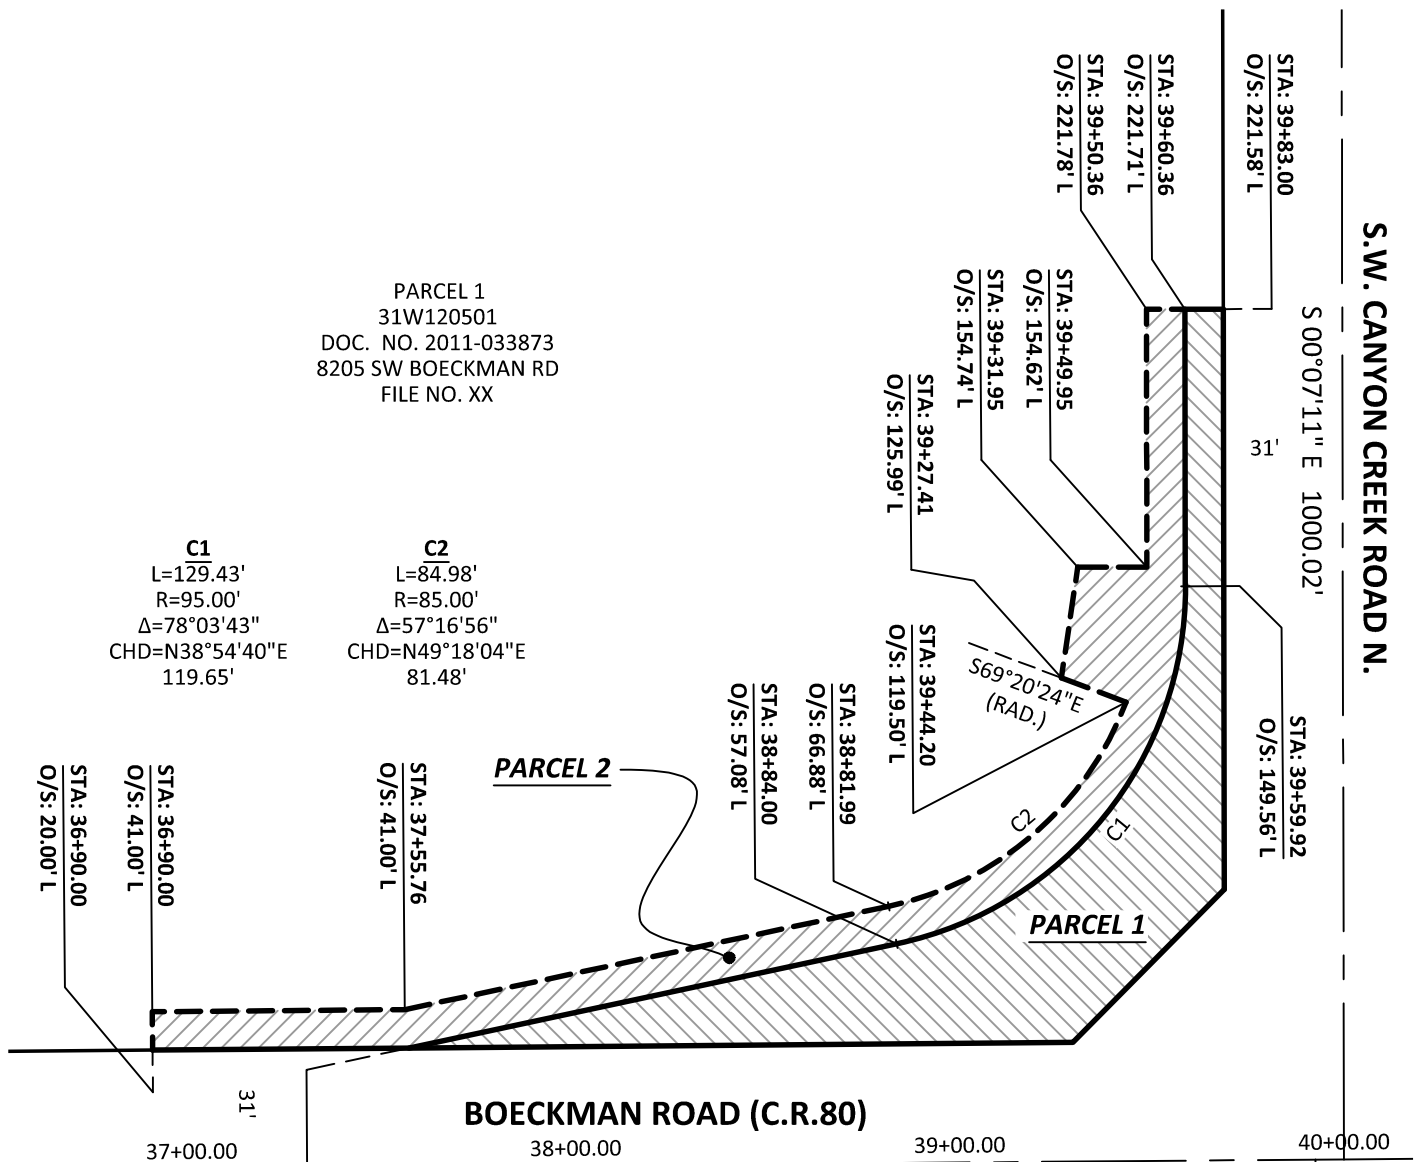 STA: 39+83.00
O/S: 221.58' L
STA: 39+60.36
O/S: 221.71' L
STA: 39+50.36
O/S: 221.78' L
S.W. CANYON CREEK ROAD N.
S 00°07'11" E 1000.02'
31'
PARCEL 1
31W120501
DOC. NO. 2011-033873
8205 SW BOECKMAN RD
FILE NO. XX
STA: 39+49.95
O/S: 154.62' L
STA: 39+31.95
O/S: 154.74' L
STA: 39+27.41
O/S: 125.99' L
C1
L=129.43'
R=95.00'
Δ=78°03'43"
CHD=N38°54'40"E
119.65'
C2
L=84.98'
R=85.00'
Δ=57°16'56"
CHD=N49°18'04"E
81.48'
S69°20'24"E
(RAD.)
STA: 39+44.20
O/S: 119.50' L
STA: 38+81.99
O/S: 66.88' L
STA: 38+84.00
O/S: 57.08' L
STA: 39+59.92
O/S: 149.56' L
PARCEL 2
STA: 37+55.76
O/S: 41.00' L
STA: 36+90.00
O/S: 41.00' L
STA: 36+90.00
O/S: 20.00' L
C2
C1
PARCEL 1
31'
BOECKMAN ROAD (C.R.80)
37+00.00
38+00.00
39+00.00
40+00.00